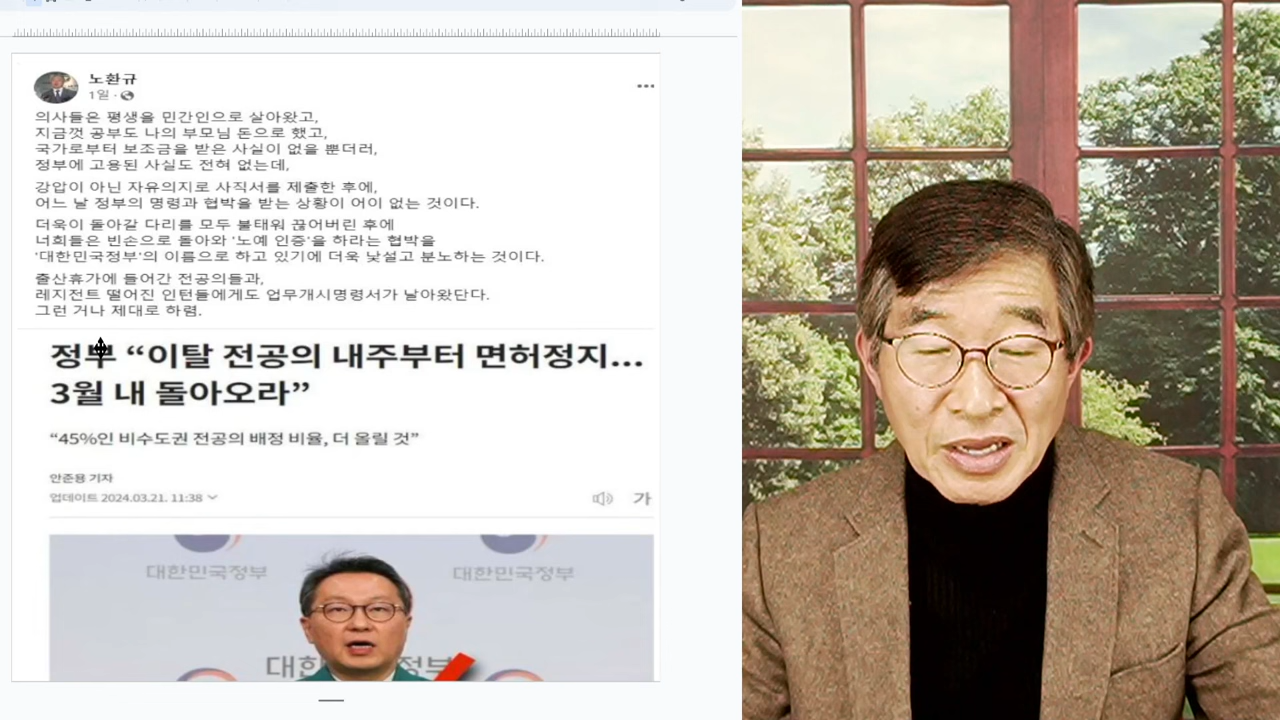 노환규
1일 ·
의사들은 평생을 민간인으로 살아왔고,
지금껏 공부도 나의 부모님 돈으로 했고,
국가로부터 보조금을 받은 사실이 없을 뿐더러,
정부에 고용된 사실도 전혀 없는데,
강압이 아닌 자유의지로 사직서를 제출한 후에,
어느 날 정부의 명령과 협박을 받는 상황이 어이 없는 것이다.
더욱이 돌아갈 다리를 모두 불태워 끊어버린 후에
너희들은 빈손으로 돌아와 '노예 인증'을 하라는 협박을
'대한민국정부'의 이름으로 하고 있기에 더욱 낯설고 분노하는 것이다.
출산휴가에 들어간 전공의들과,
레지전트 떨어진 인턴들에게도 업무개시명령서가 날아왔단다.
그런 거나 제대로 하렴.
정부 “이탈 전공의 내주부터 면허정지...
3월 내 돌아오라”
“45%인 비수도권 전공의 배정 비율, 더 올릴 것”
안준용 기자
업데이트 2024.03.21. 11:38
가
대한민국정부 대한민국정부
대한 정부